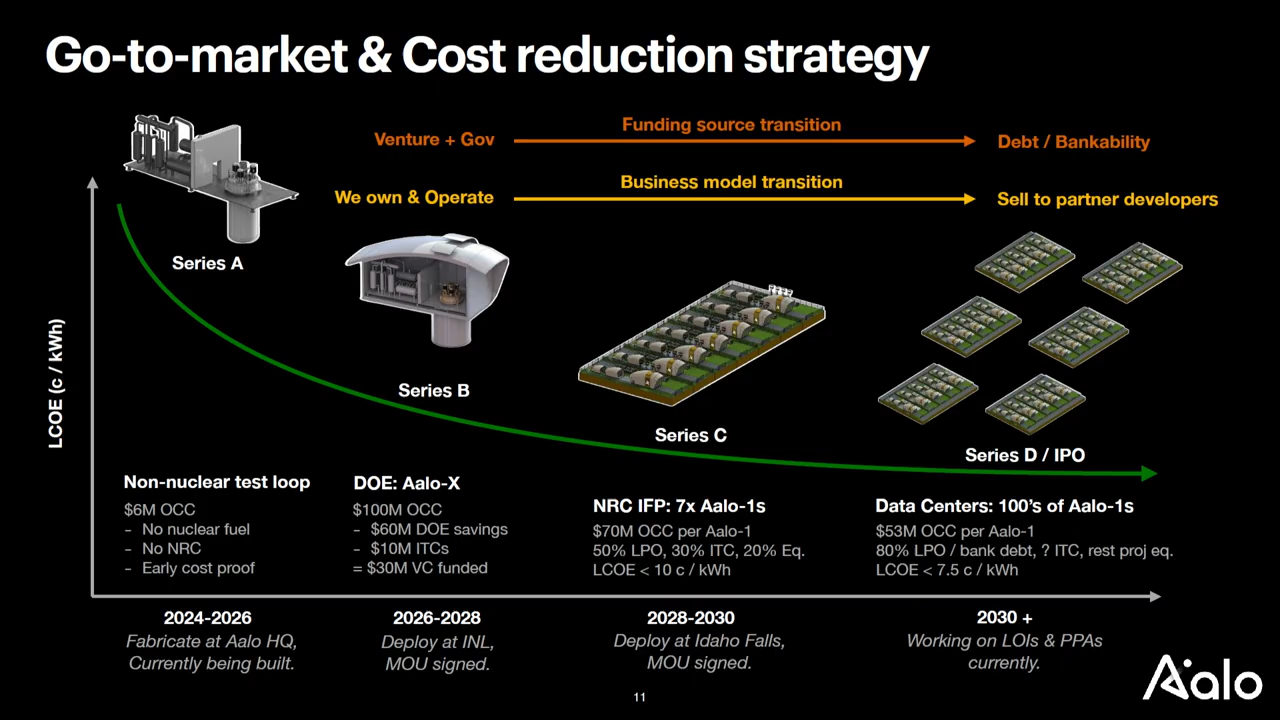 Go-to-market & Cost reduction strategy
Venture + Gov
Funding source transition
Debt / Bankability
We own & Operate
Business model transition
Sell to partner developers
LCOE (c / kWh)
Series A
Series B
Series C
Series D / IPO
Non-nuclear test loop
$6M OCC
- No nuclear fuel
- No NRC
- Early cost proof
DOE: Aalo-X
$100M OCC
- $60M DOE savings
- $10M ITCs
= $30M VC funded
NRC IFP: 7x Aalo-1s
$70M OCC per Aalo-1
50% LPO, 30% ITC, 20% Eq.
LCOE < 10 c / kWh
Data Centers: 100's of Aalo-1s
$53M OCC per Aalo-1
80% LPO / bank debt, ? ITC, rest proj eq.
LCOE < 7.5 c / kWh
2024-2026
Fabricate at Aalo HQ,
Currently being built.
2026-2028
Deploy at INL,
MOU signed.
2028-2030
Deploy at Idaho Falls,
MOU signed.
2030 +
Working on LOIs & PPAs
currently.
11
Aalo